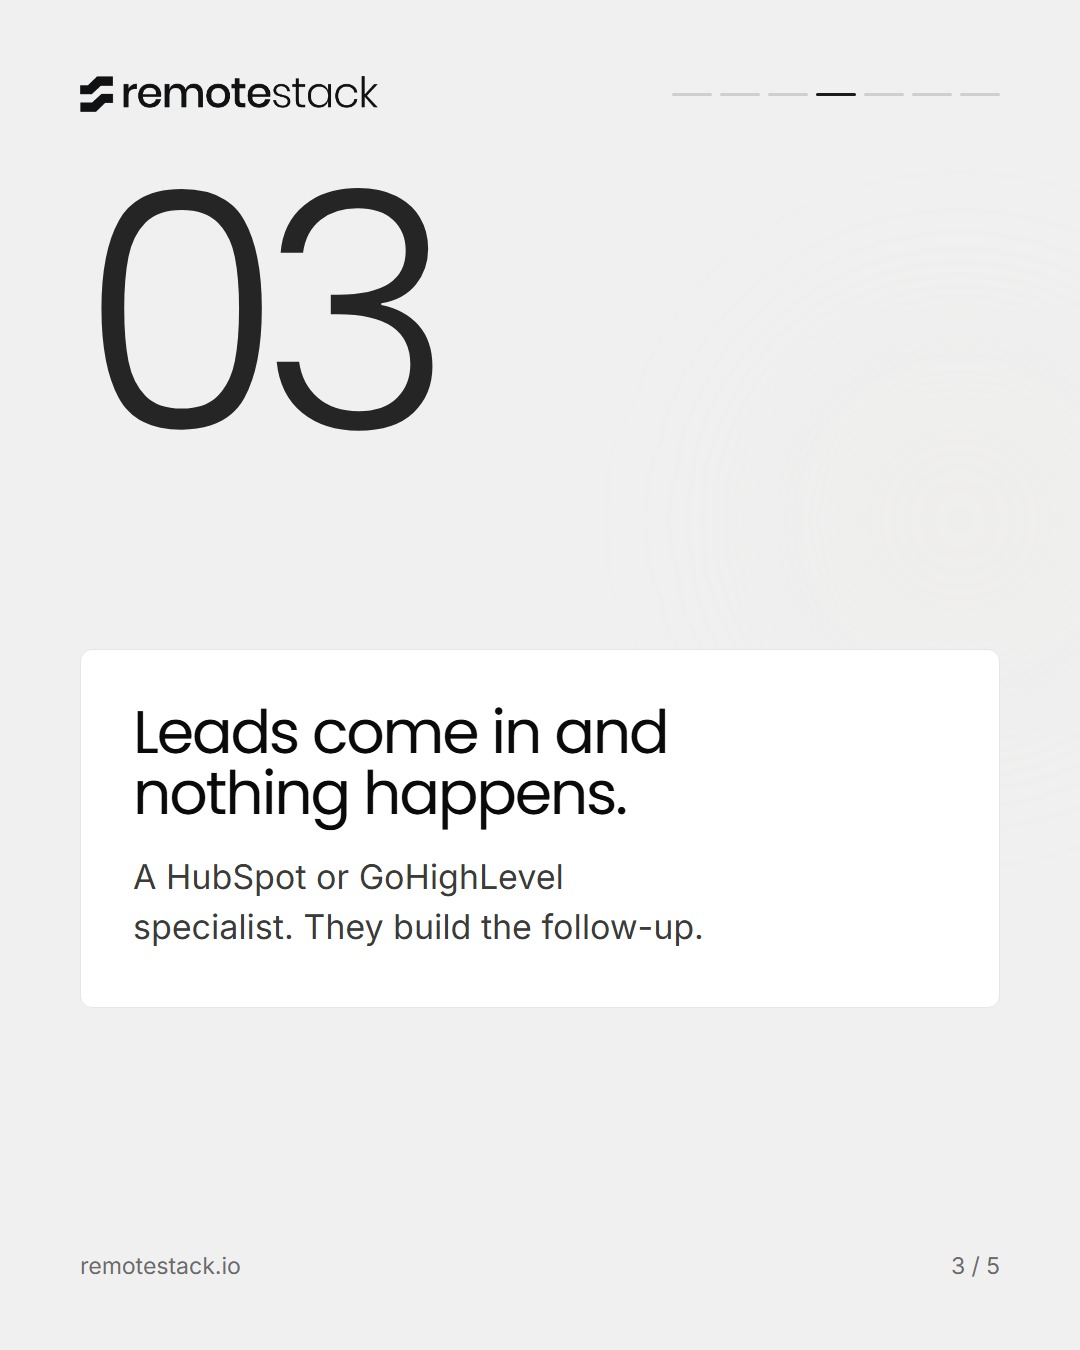 remotestack
03
Leads come in and
nothing happens.
A HubSpot or GoHighLevel
specialist. They build the follow-up.
remotestack.io
3 / 5